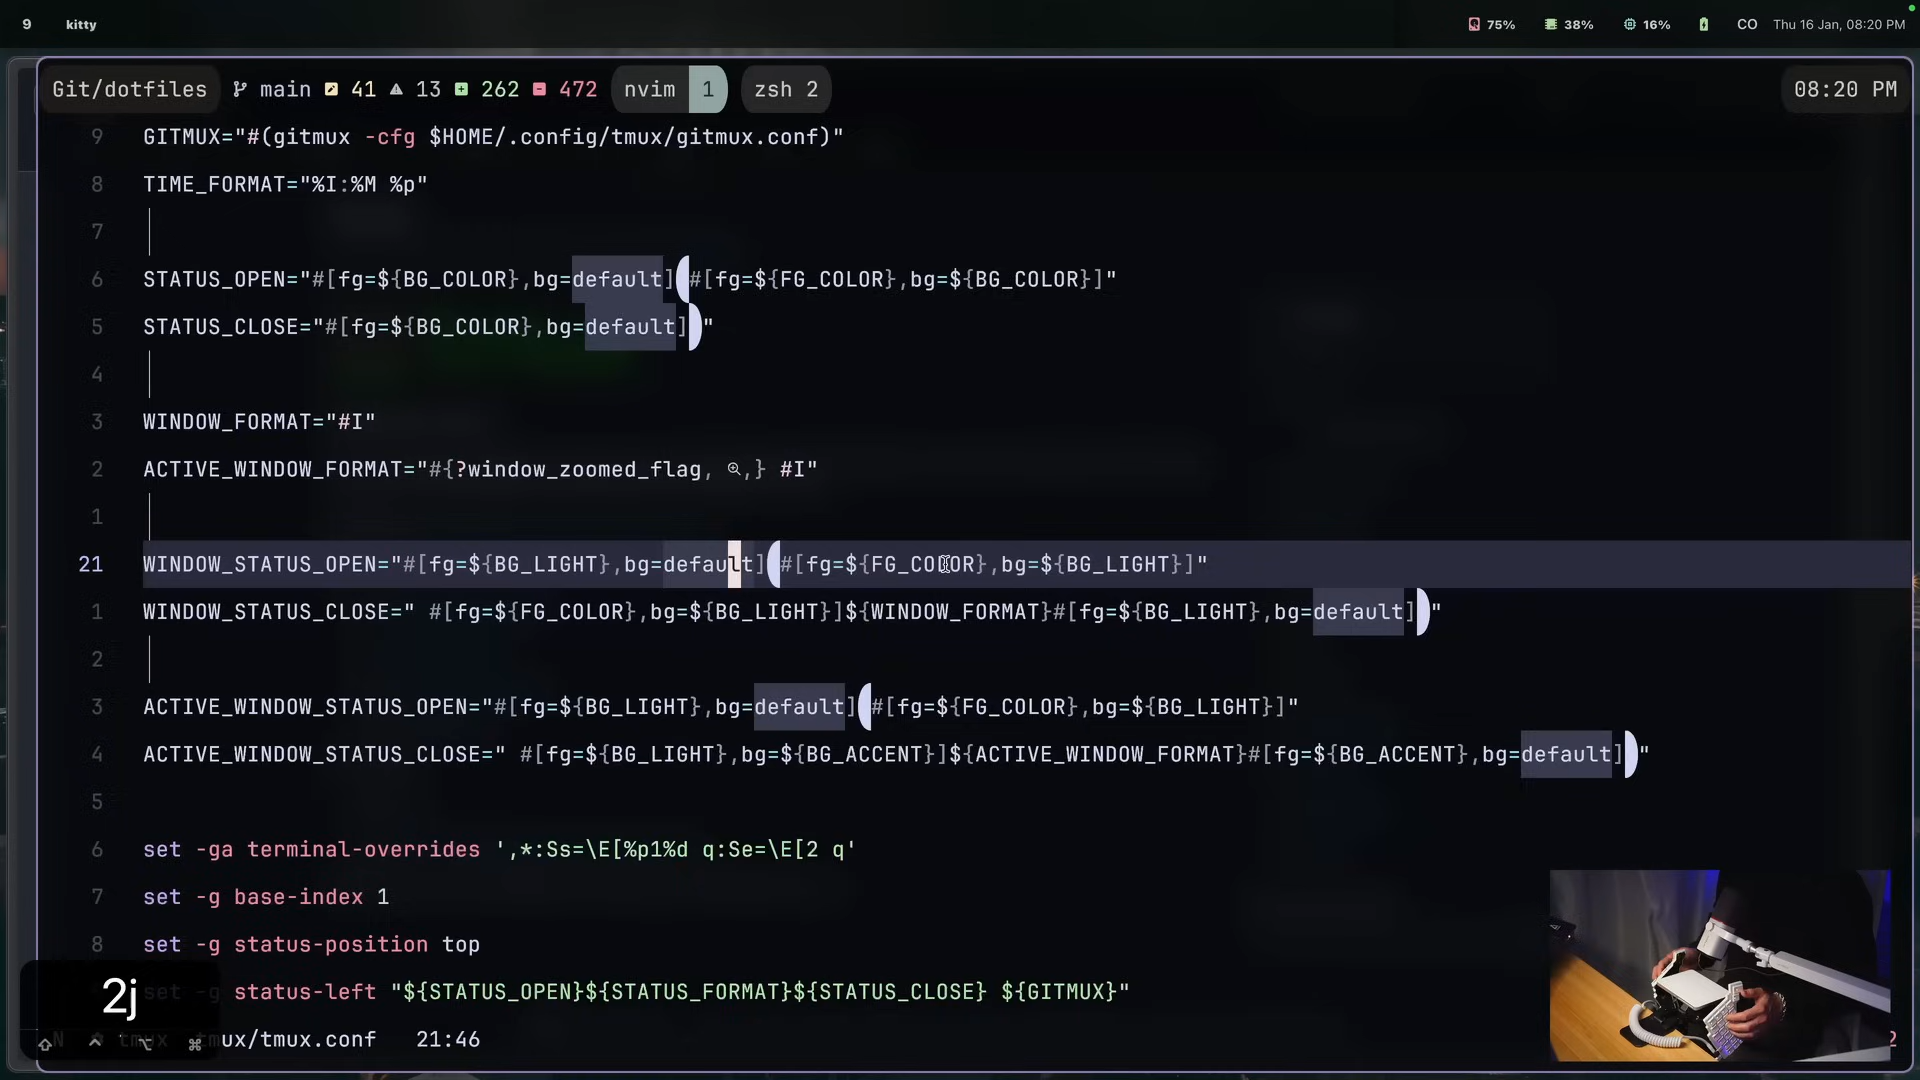 9 kitty 75% 38% 16% CO Thu 16 Jan, 08:20 PM
Git/dotfiles main 41 13 262 472 nvim 1 zsh 2 08:20 PM
9 GITMUX="#(gitmux -cfg $HOME/.config/tmux/gitmux.conf)"
8 TIME_FORMAT="%I:%M %p"
7
6 STATUS_OPEN="#[fg=${BG_COLOR},bg=default]#[fg=${FG_COLOR},bg=${BG_COLOR}]"
5 STATUS_CLOSE="#[fg=${BG_COLOR},bg=default]"
4
3 WINDOW_FORMAT="#I"
2 ACTIVE_WINDOW_FORMAT="#{?window_zoomed_flag, ,} #I"
1
21 WINDOW_STATUS_OPEN="#[fg=${BG_LIGHT},bg=default]#[fg=${FG_COLOR},bg=${BG_LIGHT}]"
1 WINDOW_STATUS_CLOSE=" #[fg=${FG_COLOR},bg=${BG_LIGHT}]${WINDOW_FORMAT}#[fg=${BG_LIGHT},bg=default]"
2
3 ACTIVE_WINDOW_STATUS_OPEN="#[fg=${BG_LIGHT},bg=default]#[fg=${FG_COLOR},bg=${BG_LIGHT}]"
4 ACTIVE_WINDOW_STATUS_CLOSE=" #[fg=${BG_LIGHT},bg=${BG_ACCENT}]${ACTIVE_WINDOW_FORMAT}#[fg=${BG_ACCENT},bg=default]"
5
6 set -ga terminal-overrides ',*:Ss=\E[%p1%d q:Se=\E[2 q'
7 set -g base-index 1
8 set -g status-position top
set -g status-left "${STATUS_OPEN}${STATUS_FORMAT}${STATUS_CLOSE} ${GITMUX}"
2j
N tmux tmux/tmux.conf 21:46 2